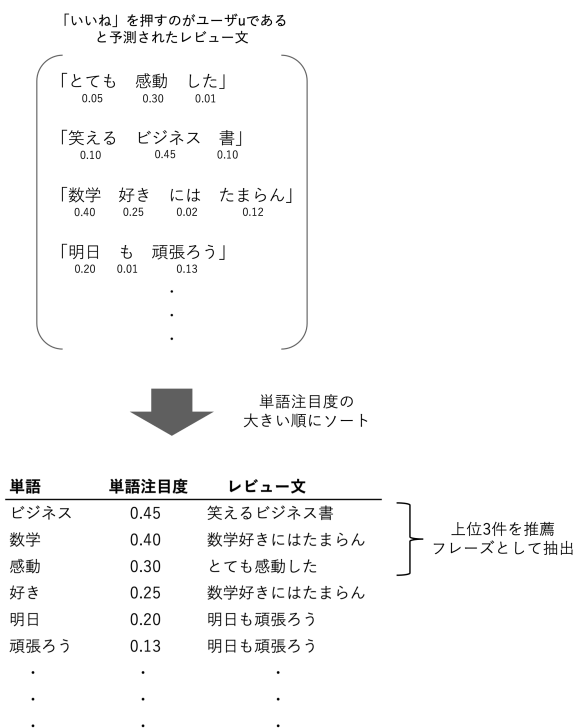 「いいね」を押すのがユーザuである
と予測されたレビュー文
「とても 感動 した」
0.05 0.30 0.01
「笑える ビジネス 書」
0.10 0.45 0.10
「数学 好き には たまらん」
0.40 0.25 0.02 0.12
「明日 も 頑張ろう」
0.20 0.01 0.13
・
・
・
単語注目度の
大きい順にソート
単語 単語注目度 レビュー文
ビジネス 0.45 笑えるビジネス書
数学 0.40 数学好きにはたまらん
感動 0.30 とても感動した
好き 0.25 数学好きにはたまらん
明日 0.20 明日も頑張ろう
頑張ろう 0.13 明日も頑張ろう
・ ・ ・
・ ・ ・
・ ・ ・
上位3件を推薦
フレーズとして抽出